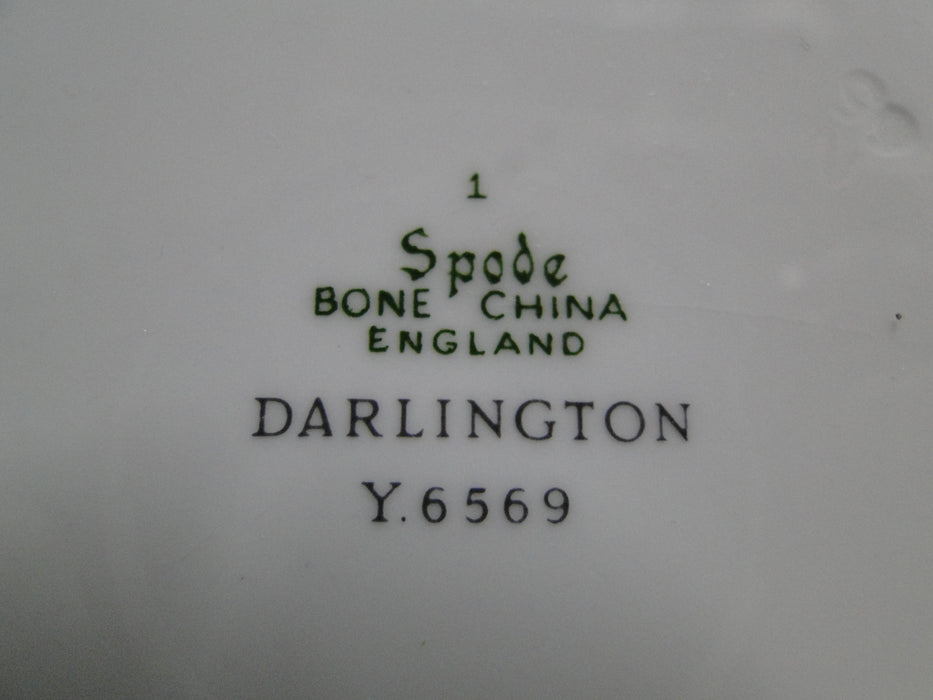 1
Spode
BONE CHINA
ENGLAND
DARLINGTON
Y.6569